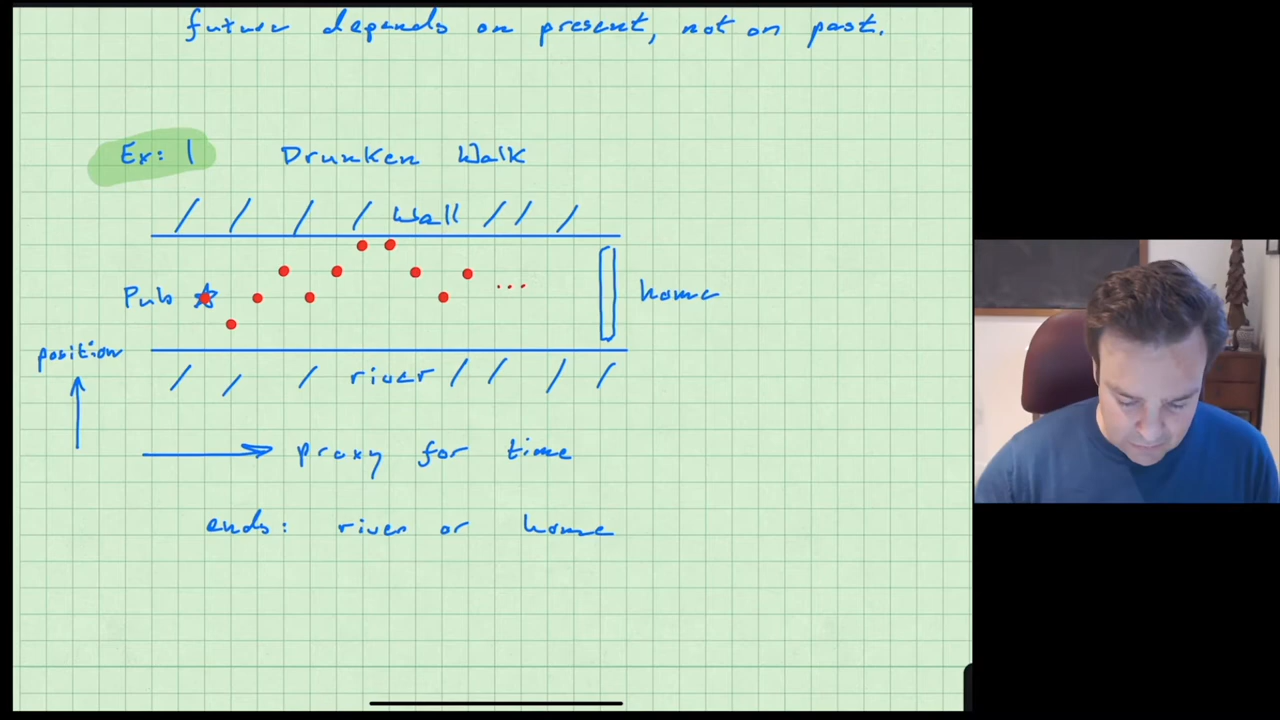 future depends on present, not on past.
Ex: 1 Drunken Walk
Wall
Pub ... home
position
river
proxy for time
ends: river or home